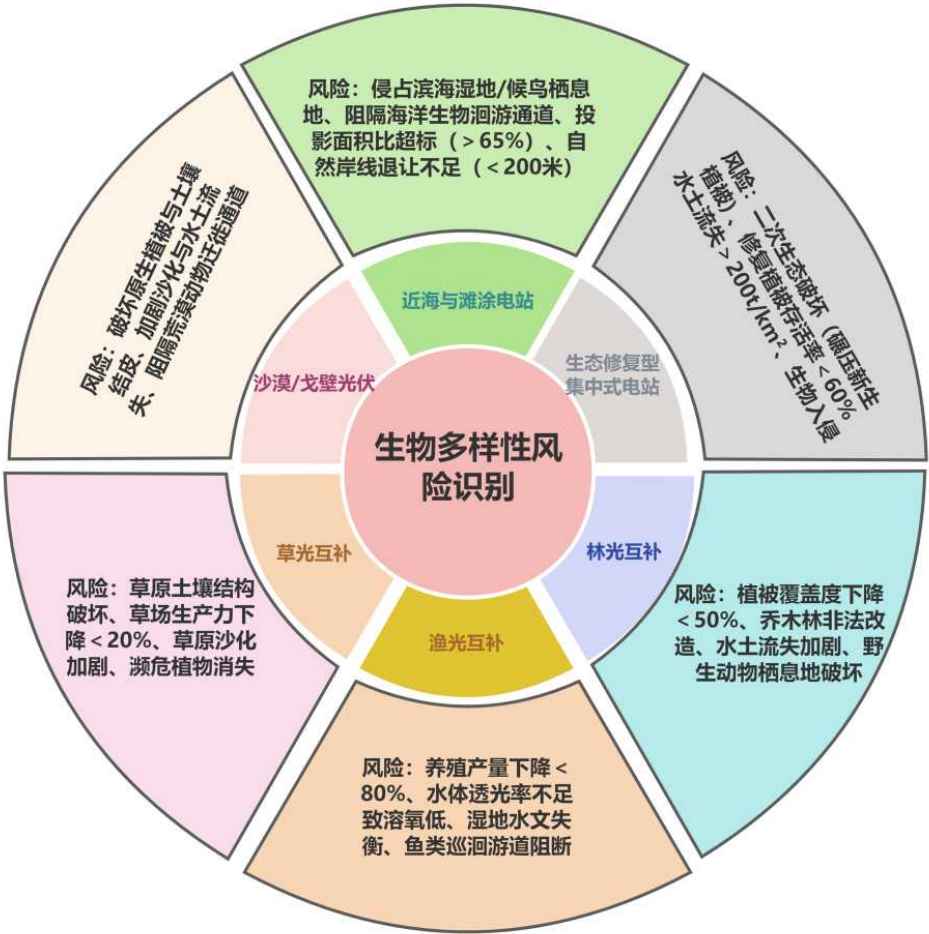 生物多样性风
险识别
近海与滩涂电站
风险：侵占滨海湿地/候鸟栖息
地、阻隔海洋生物洄游通道、投
影面积比超标（＞65%）、自
然岸线退让不足（＜200米）
生态修复型
集中式电站
风险：二次生态破坏（碾压新生
植被）、修复植被存活率＜60%
水土流失＞200t/km²、生物入侵
林光互补
风险：植被覆盖度下降
＜50%、乔木林非法改
造、水土流失加剧、野
生动物栖息地破坏
渔光互补
风险：养殖产量下降＜
80%、水体透光率不足
致溶氧低、湿地水文失
衡、鱼类巡洄游道阻断
草光互补
风险：草原土壤结构
破坏、草场生产力下
降＜20%、草原沙化
加剧、濒危植物消失
沙漠/戈壁光伏
风险：破坏原生植被与土壤
结皮、加剧沙化与水土流
失、阻隔荒漠动物迁徙通道